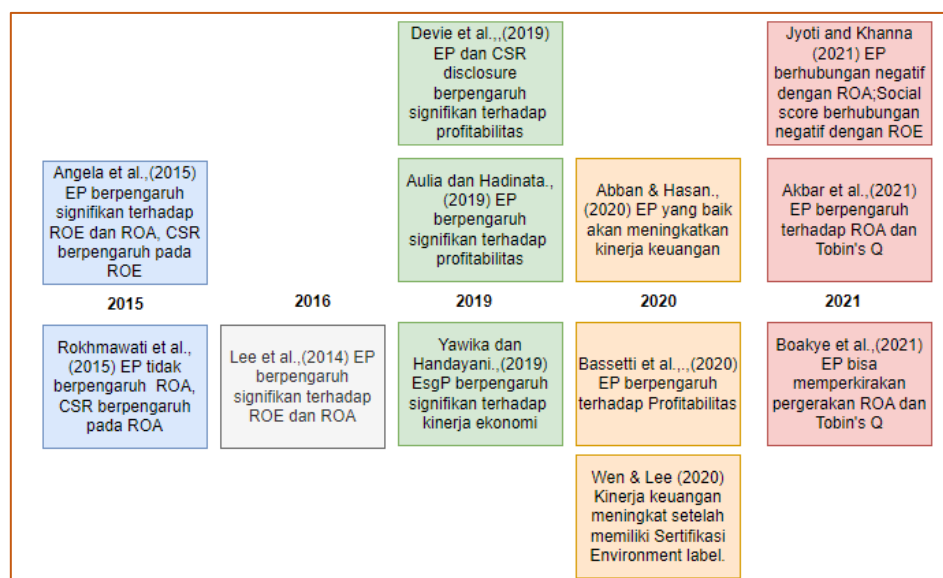 Devie et al.,,(2019)
EP dan CSR
disclosure
berpengaruh
signifikan terhadap
profitabilitas
Jyoti and Khanna
(2021) EP
berhubungan negatif
dengan ROA;Social
score berhubungan
negatif dengan ROE
Angela et al.,(2015)
EP berpengaruh
signifikan terhadap
ROE dan ROA, CSR
berpengaruh pada
ROE
Aulia dan Hadinata.,
(2019) EP
berpengaruh
signifikan terhadap
profitabilitas
Abban & Hasan.,
(2020) EP yang baik
akan meningkatkan
kinerja keuangan
Akbar et al.,(2021)
EP berpengaruh
terhadap ROA dan
Tobin's Q
2015
2016
2019
2020
2021
Rokhmawati et al.,
(2015) EP tidak
berpengaruh ROA,
CSR berpengaruh
pada ROA
Lee et al.,(2014) EP
berpengaruh
signifikan terhadap
ROE dan ROA
Yawika dan
Handayani.,(2019)
EsgP berpengaruh
signifikan terhadap
kinerja ekonomi
Bassetti et al.,.,(2020)
EP berpengaruh
terhadap Profitabilitas
Boakye et al.,(2021)
EP bisa
memperkirakan
pergerakan ROA dan
Tobin's Q
Wen & Lee (2020)
Kinerja keuangan
meningkat setelah
memiliki Sertifikasi
Environment label.